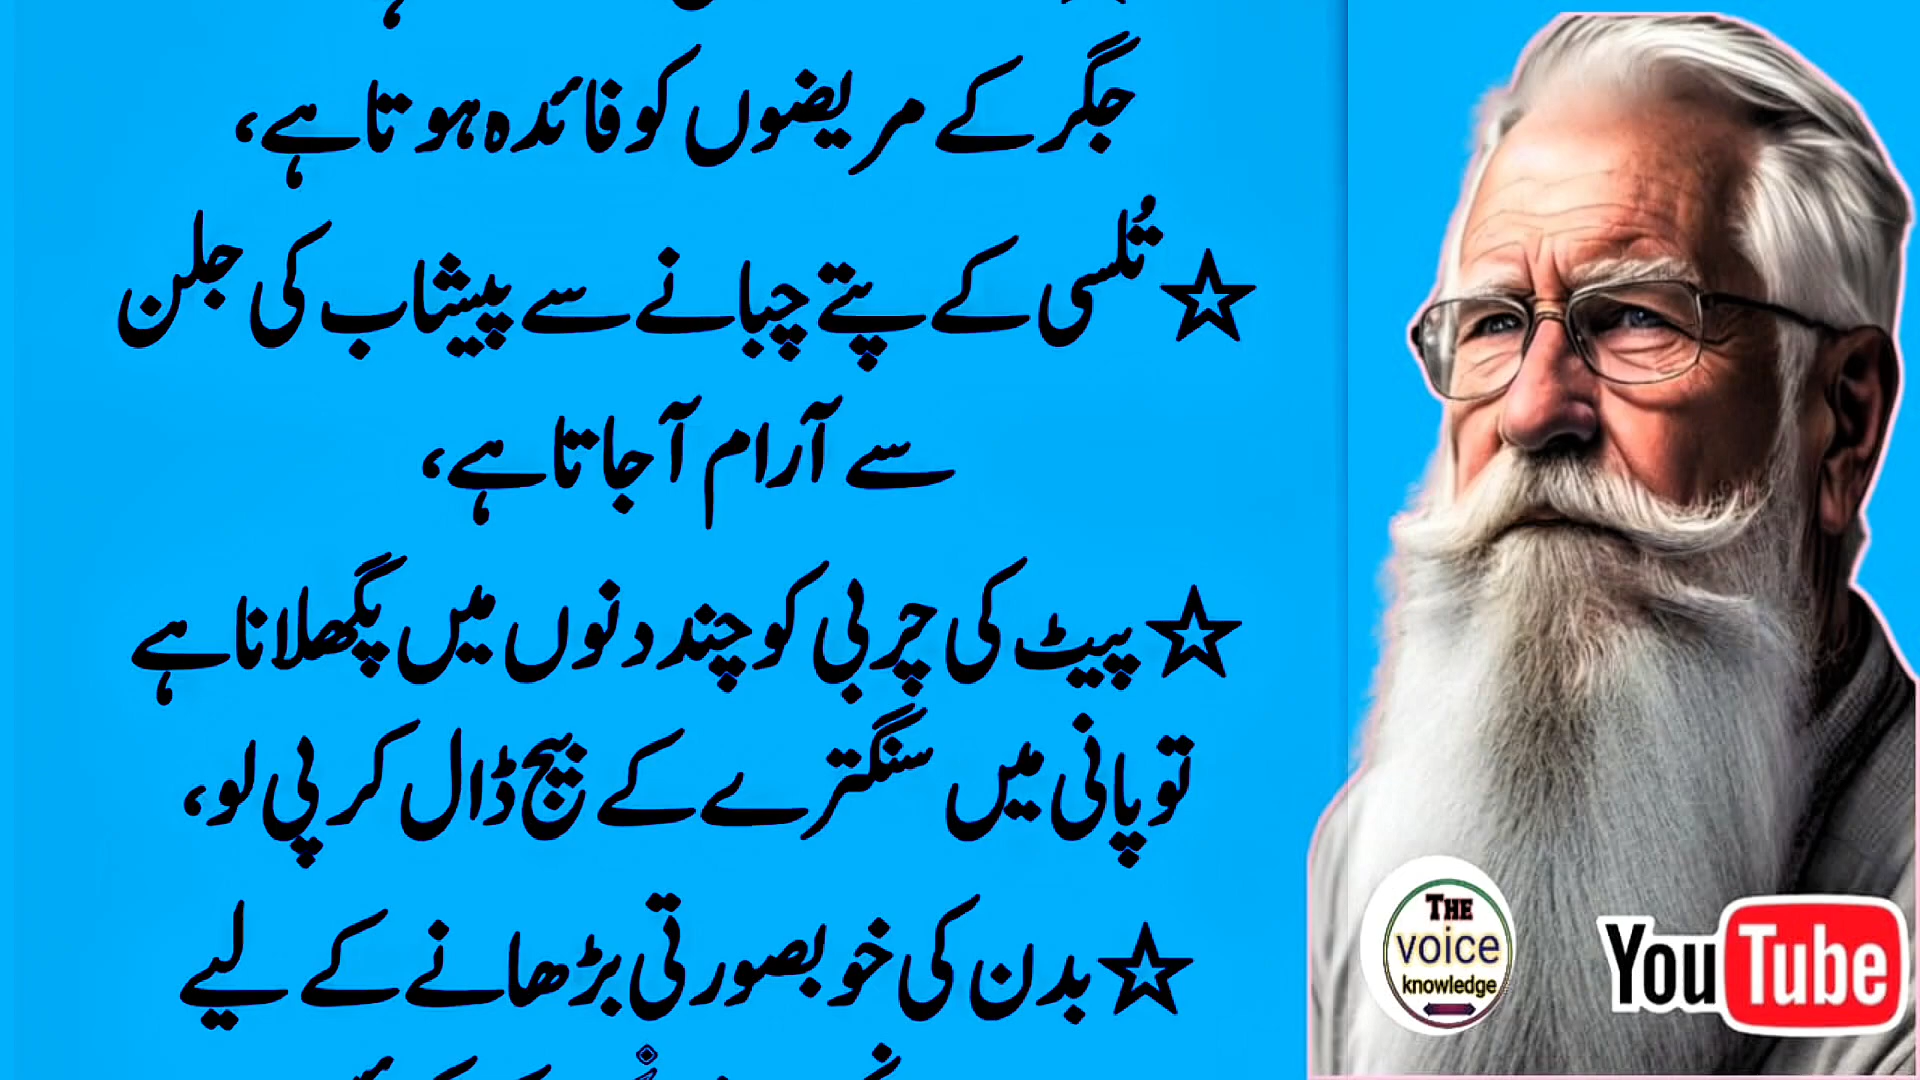 جگر کے مریضوں کو فائدہ ہوتا ہے،
☆ تُلسی کے پتے چبانے سے پیشاب کی جلن
سے آرام آجاتا ہے،
☆ پیٹ کی چربی کو چند دنوں میں پگھلانا ہے
تو پانی میں سنگترے کے بیج ڈال کر پی لو،
☆ بدن کی خوبصورتی بڑھانے کے لیے
THE
voice
knowledge
YouTube